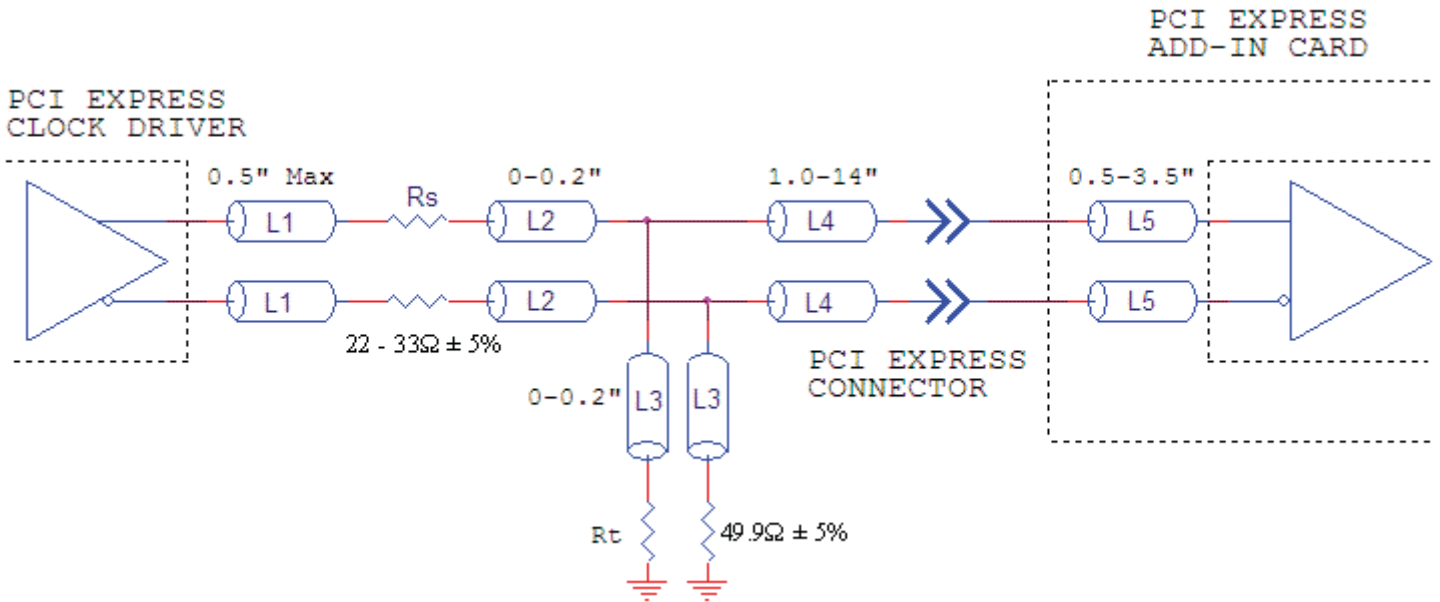 PCI EXPRESS
ADD-IN CARD
PCI EXPRESS
CLOCK DRIVER
0.5" Max
Rs
0-0.2"
1.0-14"
0.5-3.5"
L1
L2
L4
L5
L1
L2
L4
L5
22 - 33Ω ± 5%
PCI EXPRESS
CONNECTOR
0-0.2"
L3
L3
Rt
49.9Ω ± 5%